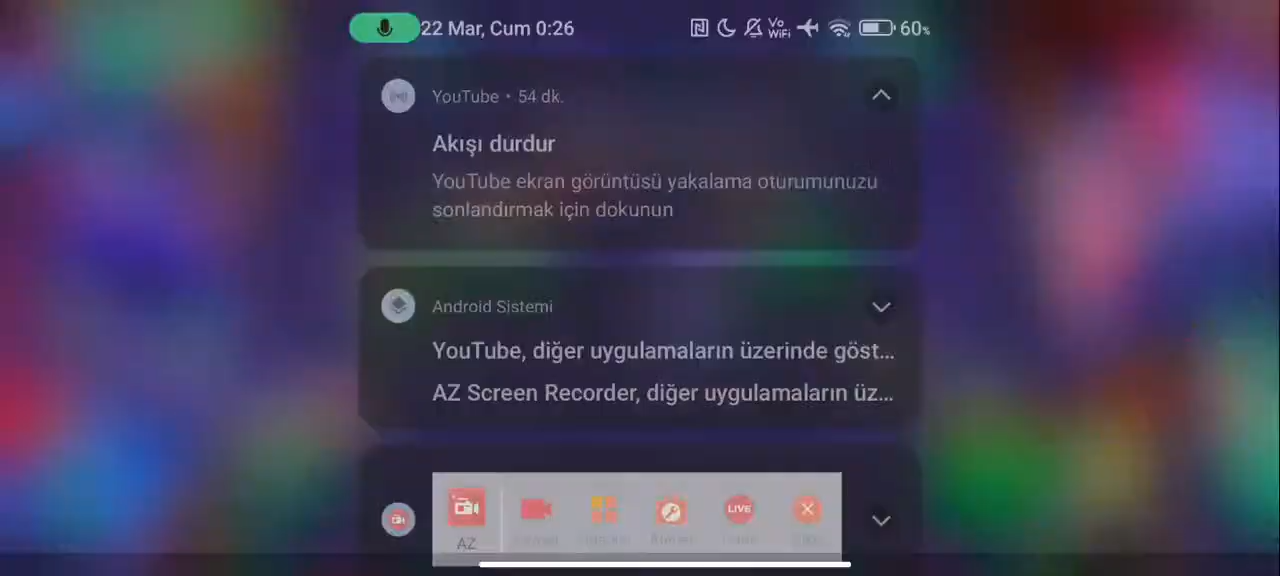 22 Mar, Cum 0:26
Vo
WiFi
60%
YouTube • 54 dk.
Akışı durdur
YouTube ekran görüntüsü yakalama oturumunuzu
sonlandırmak için dokunun
Android Sistemi
YouTube, diğer uygulamaların üzerinde göst...
AZ Screen Recorder, diğer uygulamaların üz...
LIVE
AZ